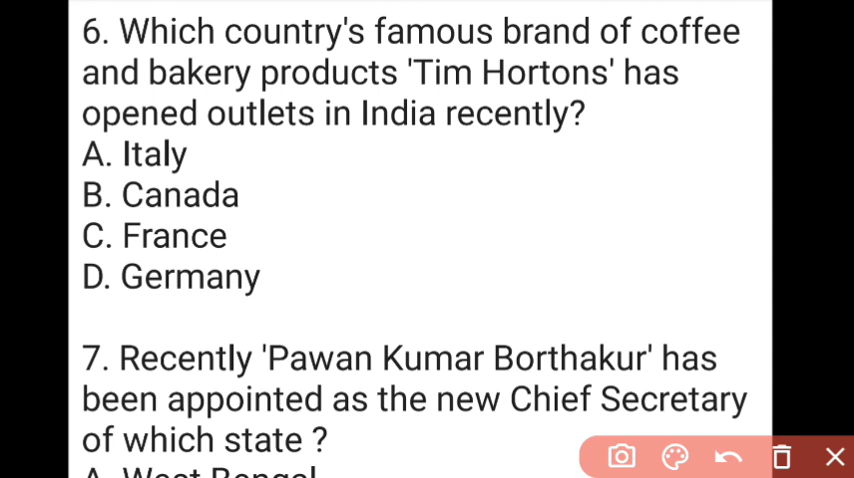 6. Which country's famous brand of coffee
and bakery products 'Tim Hortons' has
opened outlets in India recently?
A. Italy
B. Canada
C. France
D. Germany
7. Recently 'Pawan Kumar Borthakur' has
been appointed as the new Chief Secretary
of which state ?
A. West Bengal